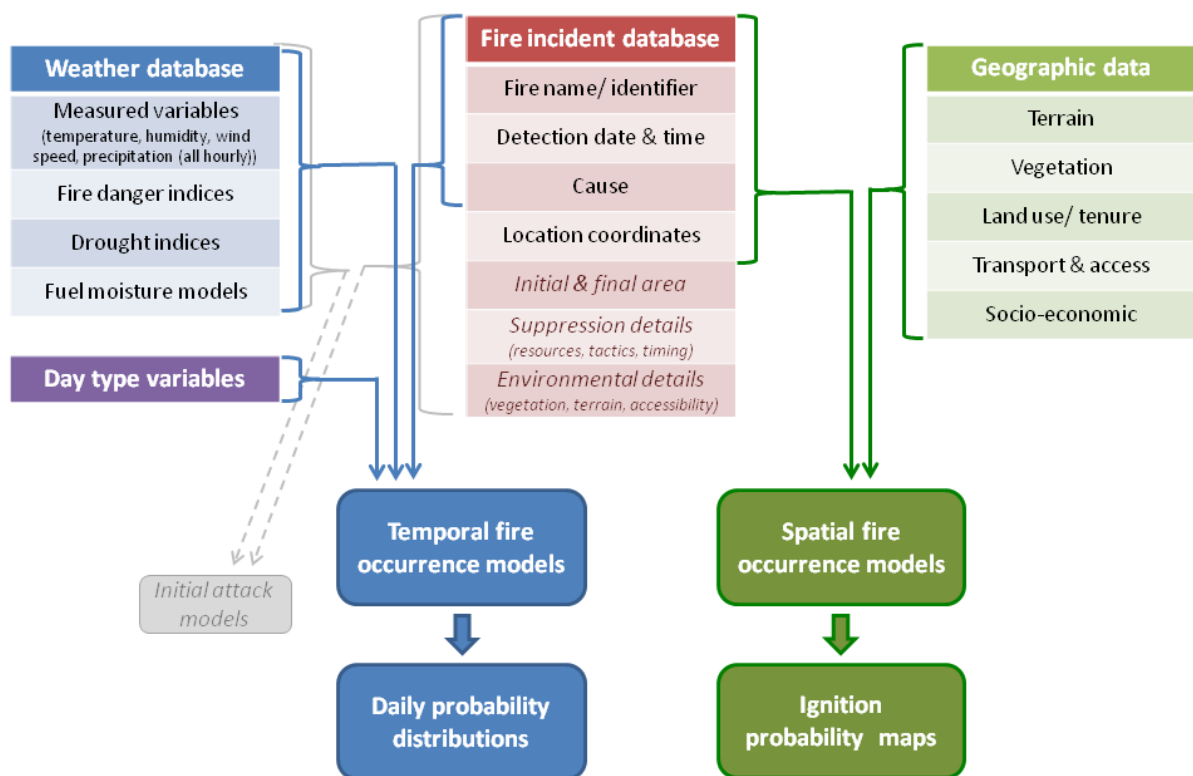 Weather database
Measured variables
(temperature, humidity, wind
speed, precipitation (all hourly))
Fire danger indices
Drought indices
Fuel moisture models
Day type variables
Fire incident database
Fire name/ identifier
Detection date & time
Cause
Location coordinates
Initial & final area
Suppression details
(resources, tactics, timing)
Environmental details
(vegetation, terrain, accessibility)
Geographic data
Terrain
Vegetation
Land use/ tenure
Transport & access
Socio-economic
Initial attack
models
Temporal fire
occurrence models
Spatial fire
occurrence models
Daily probability
distributions
Ignition
probability maps